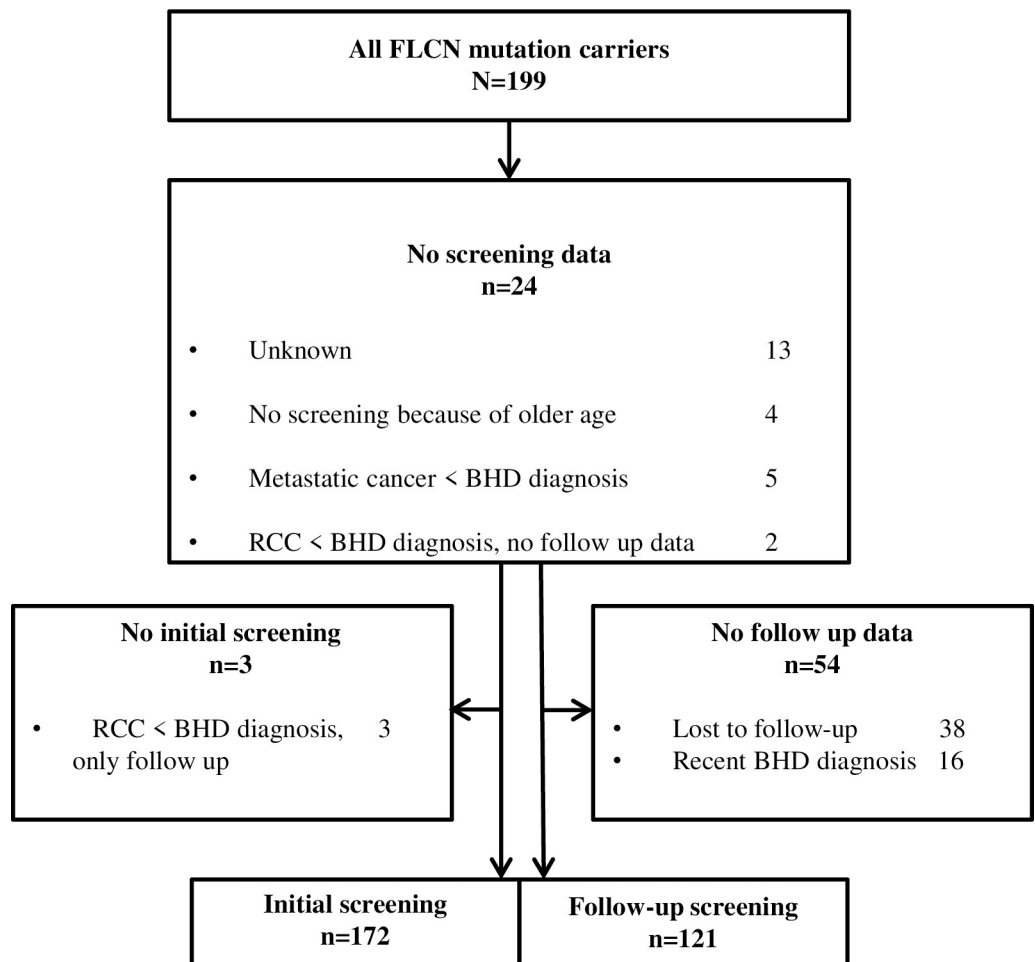 All FLCN mutation carriers
N=199
No screening data
n=24
• Unknown 13
• No screening because of older age 4
• Metastatic cancer < BHD diagnosis 5
• RCC < BHD diagnosis, no follow up data 2
No initial screening
n=3
• RCC < BHD diagnosis, 3
only follow up
No follow up data
n=54
• Lost to follow-up 38
• Recent BHD diagnosis 16
Initial screening
n=172
Follow-up screening
n=121